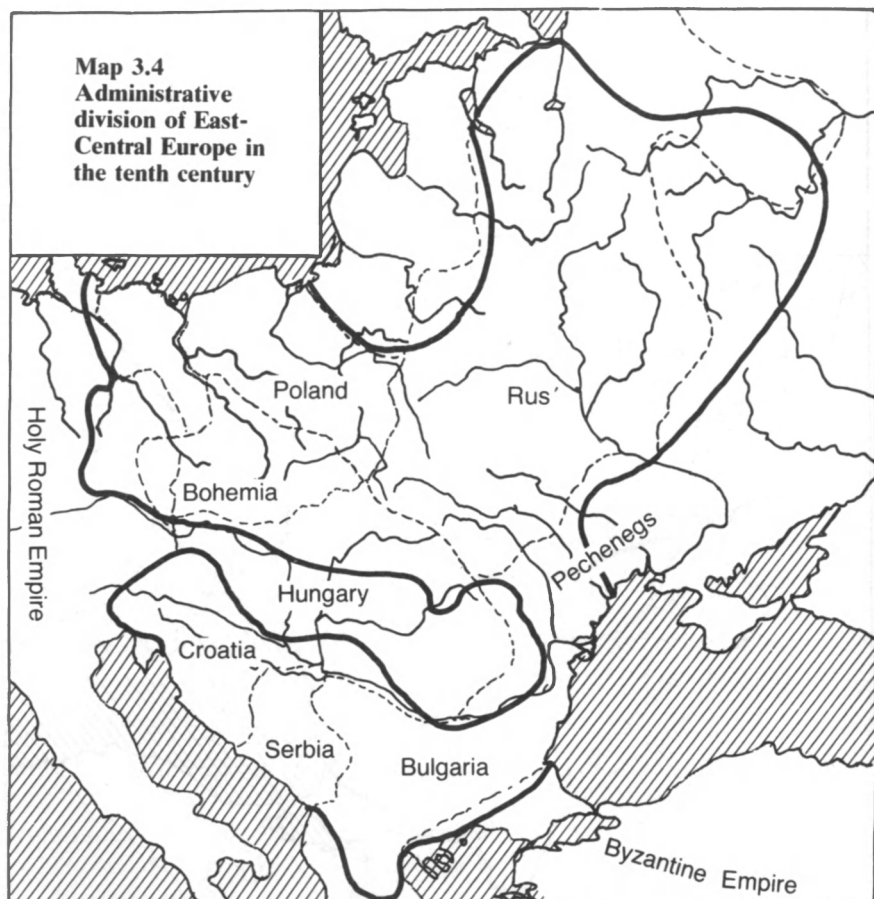 Map 3.4
Administrative
division of East-
Central Europe in
the tenth century
Poland
Rus'
Holy Roman Empire
Bohemia
Pechenegs
Hungary
Croatia
Serbia
Bulgaria
Byzantine Empire